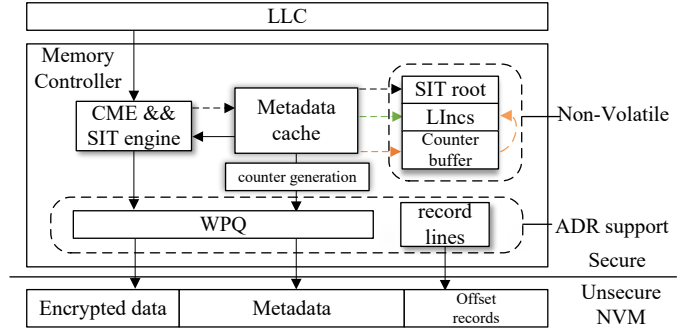 LLC
Memory
Controller
CME &&
SIT engine
Metadata
cache
SIT root
LIncs
Counter
buffer
Non-Volatile
counter generation
WPQ
record
lines
ADR support
Secure
Encrypted data
Metadata
Offset
records
Unsecure
NVM